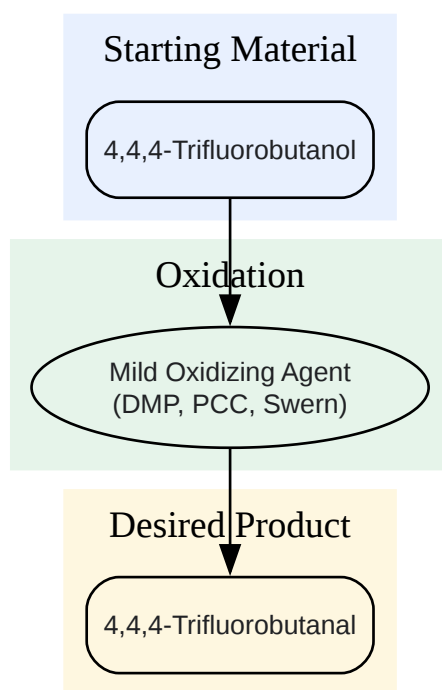 Starting Material
4,4,4-Trifluorobutanol
Oxidation
Mild Oxidizing Agent
(DMP, PCC, Swern)
Desired Product
4,4,4-Trifluorobutanal